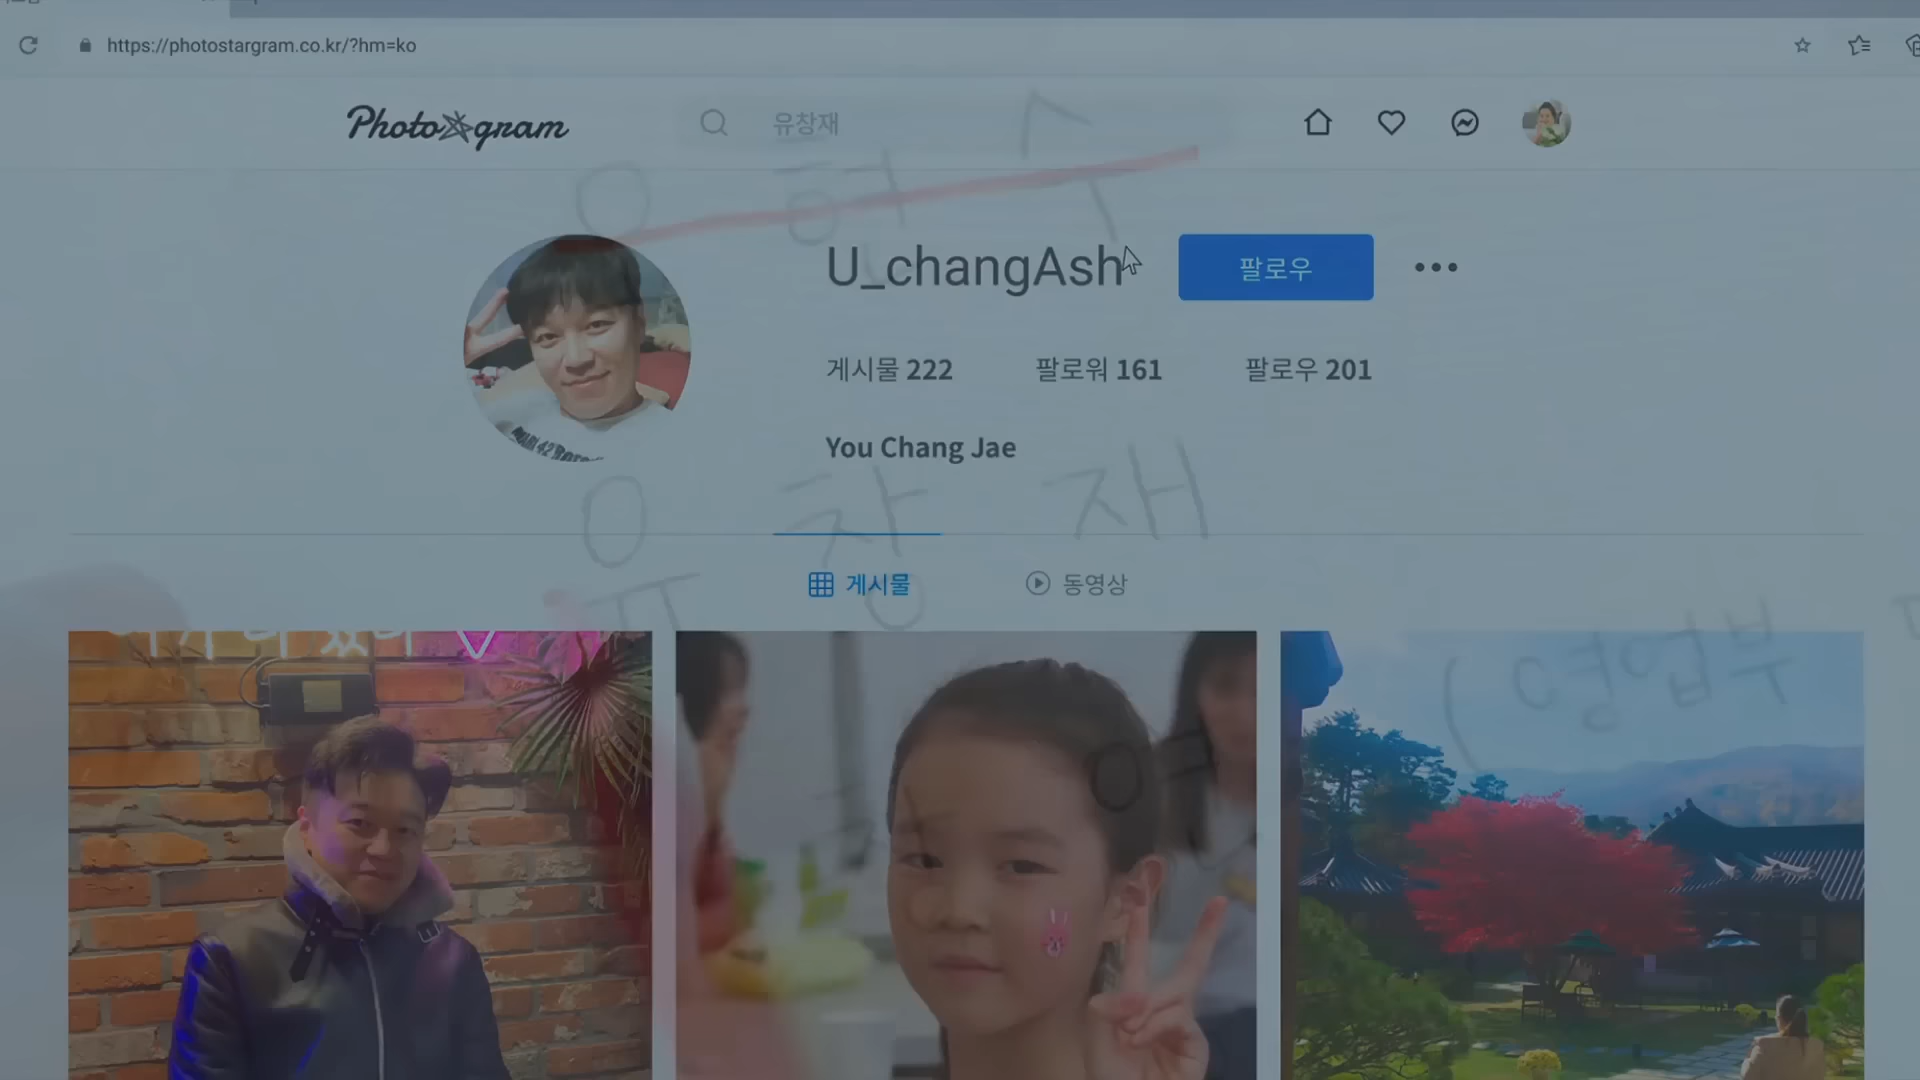 https://photostargram.co.kr/?hm=ko
Photo gram
유창재
유 현 수
U_changAsh
팔로우
게시물 222
팔로워 161
팔로우 201
You Chang Jae
유 창 재
게시물
동영상
(영업부